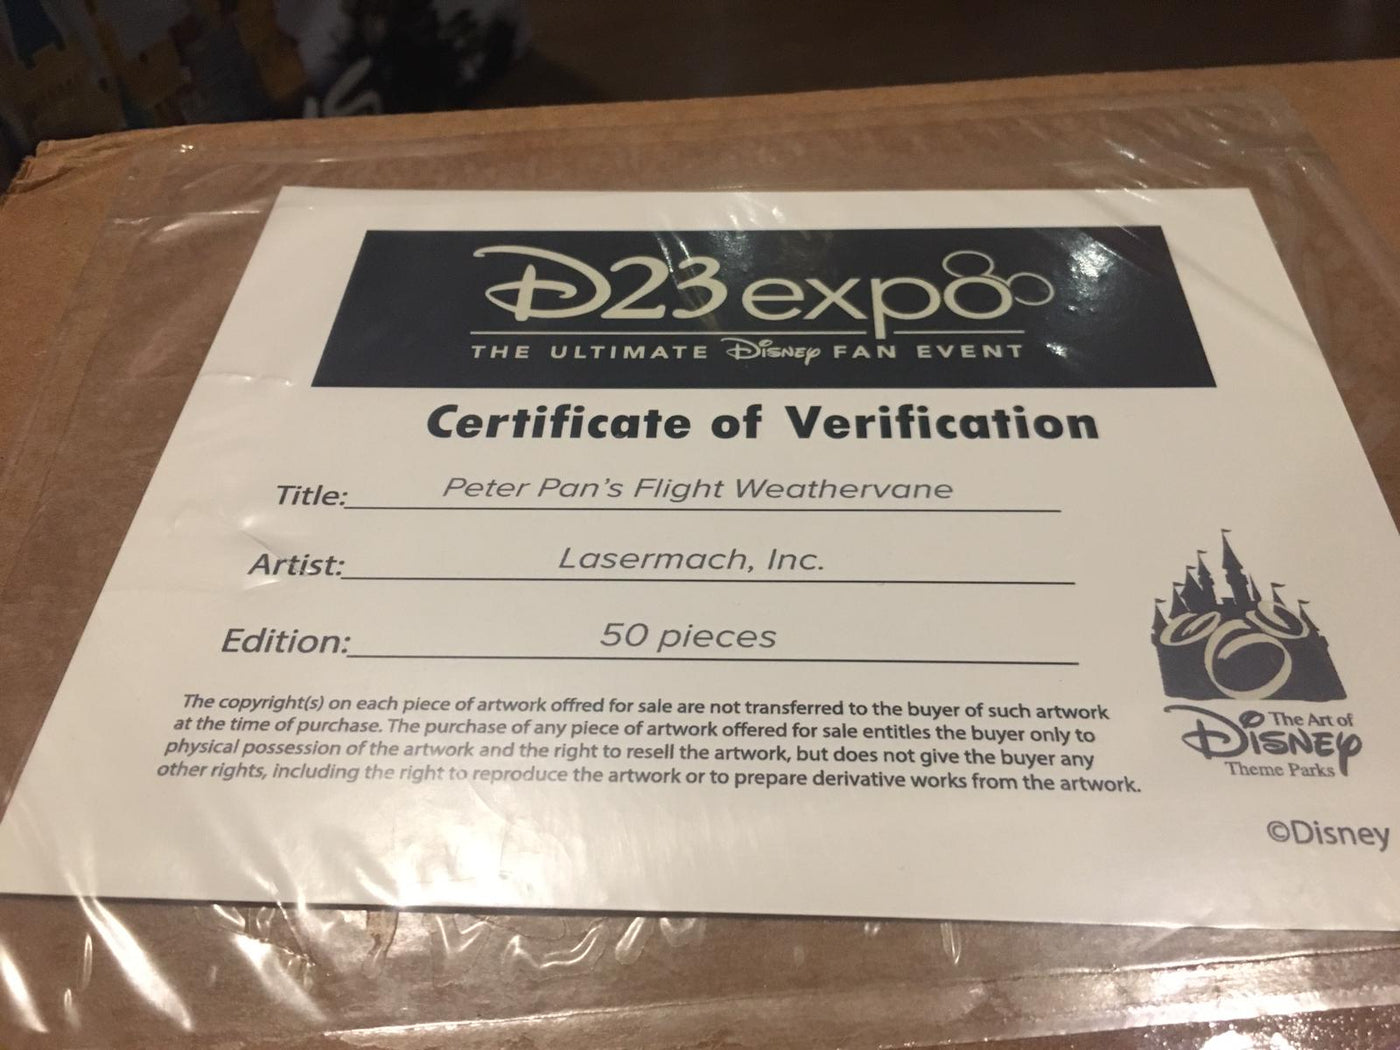 D23 expo
THE ULTIMATE Disney FAN EVENT
Certificate of Verification
Title: Peter Pan's Flight Weathervane
Artist: Lasermach, Inc.
Edition: 50 pieces
The copyright(s) on each piece of artwork offred for sale are not transferred to the buyer of such artwork
at the time of purchase. The purchase of any piece of artwork offered for sale entitles the buyer only to
physical possession of the artwork and the right to resell the artwork, but does not give the buyer any
other rights, including the right to reproduce the artwork or to prepare derivative works from the artwork.
The Art of
Disney
Theme Parks
©Disney